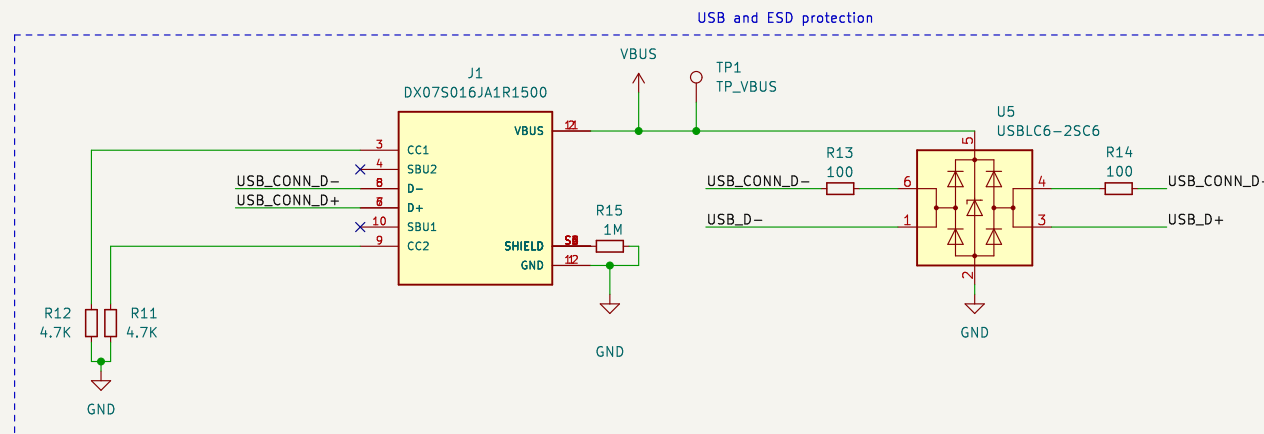 USB and ESD protection
VBUS
TP1
TP_VBUS
J1
DX07S016JA1R1500
U5
USBLC6-2SC6
VBUS
3
CC1
4
SBU2
USB_CONN_D-
D-
USB_CONN_D+
D+
10
SBU1
9
CC2
SHIELD
GND
R15
1M
GND
R12
4.7K
R11
4.7K
GND
R13
100
USB_CONN_D-
6
USB_D-
1
5
2
4
3
R14
100
USB_D+
GND